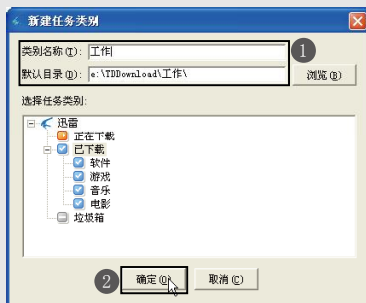 新建任务类别
类别名称(T): 工作
1
默认目录(D): e:\TDDownload\工作\
浏览(B)
选择任务类别:
迅雷
正在下载
已下载
软件
游戏
音乐
电影
垃圾箱
2
确定(O)
取消(C)